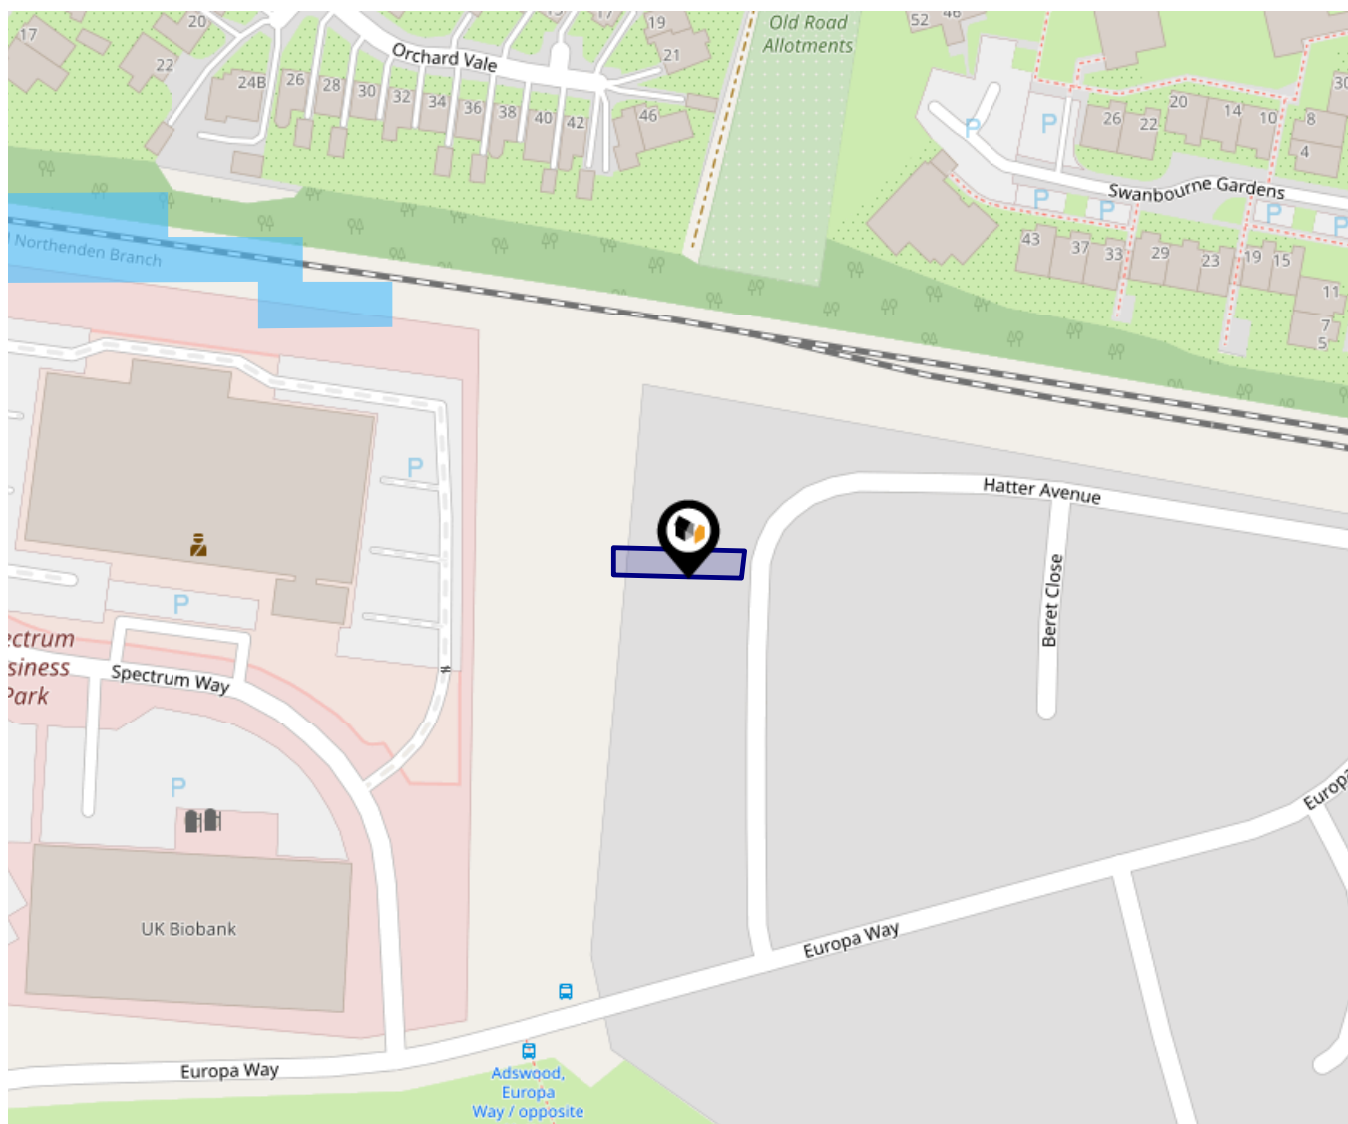 17
20
22
24B
26
28
30
32
34
36
38
40
42
46
Orchard Vale
19
21
Old Road
Allotments
52
P
P
P
P
P
P
26
22
20
14
10
8
4
30
Swanbourne Gardens
43
37
33
29
23
19
15
11
7
5
Northenden Branch
P
P
Hatter Avenue
Beret Close
ectrum
siness
Park
Spectrum Way
P
UK Biobank
Europa Way
Europa
Europa Way
Adswood,
Europa
Way / opposite